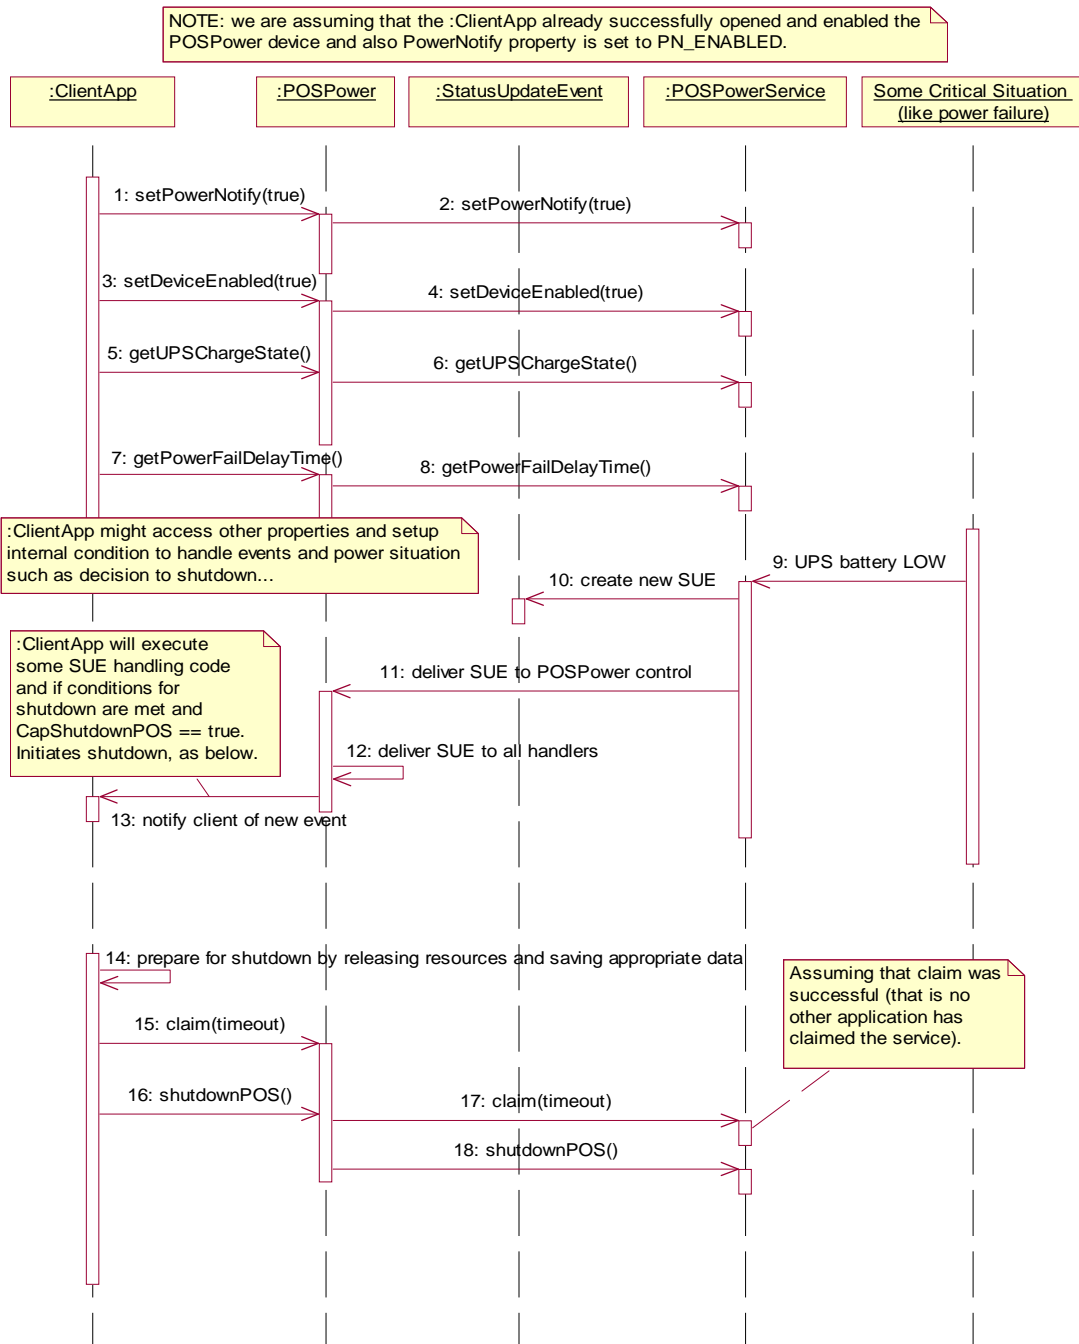 NOTE: we are assuming that the :ClientApp already successfully opened and enabled the
POSPower device and also PowerNotify property is set to PN_ENABLED.
:ClientApp
:POSPower
:StatusUpdateEvent
:POSPowerService
Some Critical Situation
(like power failure)
1: setPowerNotify(true)
2: setPowerNotify(true)
3: setDeviceEnabled(true)
4: setDeviceEnabled(true)
5: getUPSChargeState()
6: getUPSChargeState()
7: getPowerFailDelayTime()
8: getPowerFailDelayTime()
:ClientApp might access other properties and setup
internal condition to handle events and power situation
such as decision to shutdown...
9: UPS battery LOW
10: create new SUE
:ClientApp will execute
some SUE handling code
and if conditions for
shutdown are met and
CapShutdownPOS == true.
Initiates shutdown, as below.
11: deliver SUE to POSPower control
12: deliver SUE to all handlers
13: notify client of new event
14: prepare for shutdown by releasing resources and saving appropriate data
Assuming that claim was
successful (that is no
other application has
claimed the service).
15: claim(timeout)
16: shutdownPOS()
17: claim(timeout)
18: shutdownPOS()